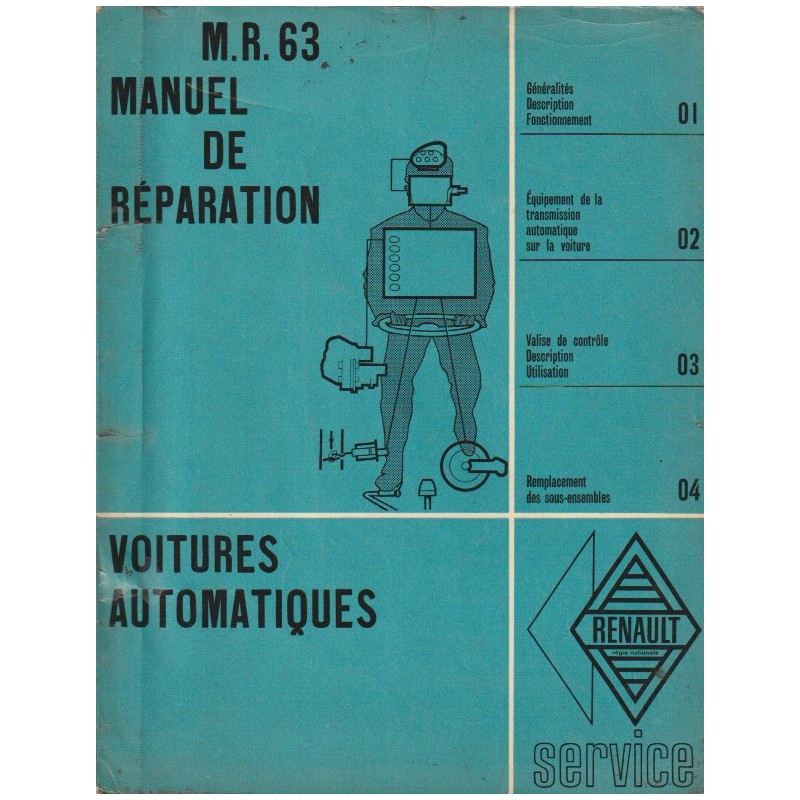 M.R. 63
MANUEL
DE
RÉPARATION
Généralités
Description
Fonctionnement 01
Équipement de la
transmission
automatique
sur la voiture 02
Valise de contrôle
Description
Utilisation 03
Remplacement
des sous-ensembles 04
VOITURES
AUTOMATIQUES
RENAULT
régie nationale
service